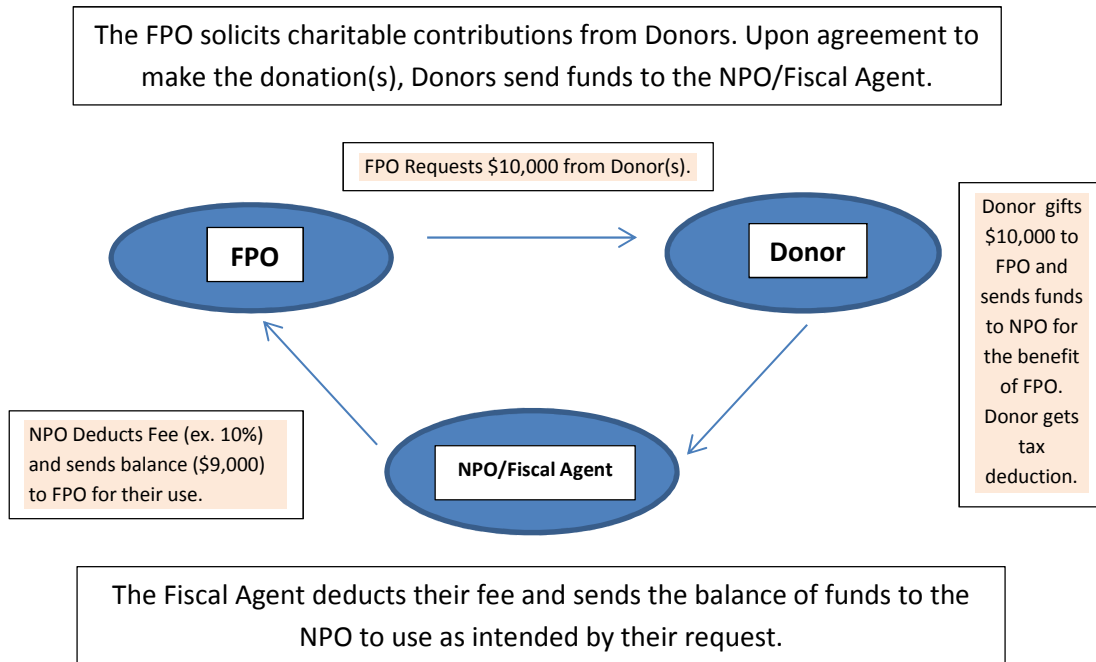 The FPO solicits charitable contributions from Donors. Upon agreement to
make the donation(s), Donors send funds to the NPO/Fiscal Agent.
FPO Requests $10,000 from Donor(s).
FPO
Donor
Donor gifts
$10,000 to
FPO and
sends funds
to NPO for
the benefit
of FPO.
Donor gets
tax
deduction.
NPO Deducts Fee (ex. 10%)
and sends balance ($9,000)
to FPO for their use.
NPO/Fiscal Agent
The Fiscal Agent deducts their fee and sends the balance of funds to the
NPO to use as intended by their request.